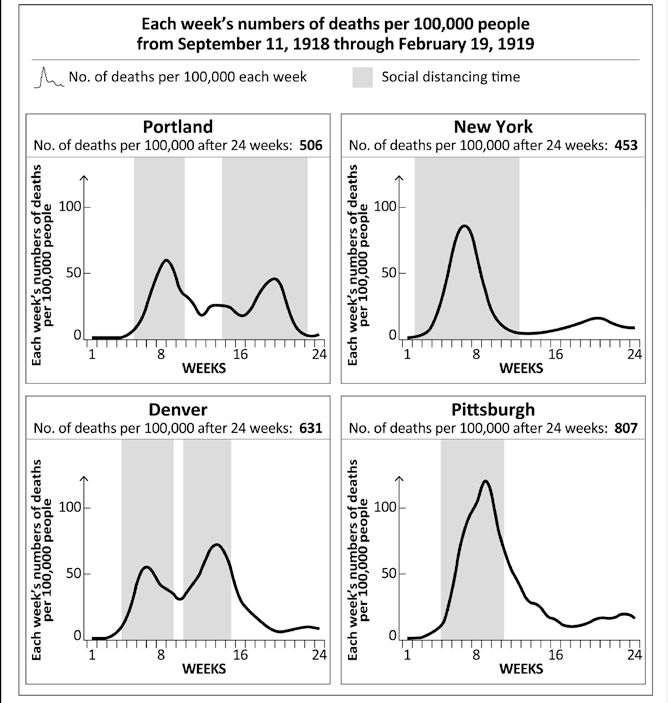 Each week's numbers of deaths per 100,000 people
from September 11, 1918 through February 19, 1919
No. of deaths per 100,000 each week
Social distancing time
Portland
No. of deaths per 100,000 after 24 weeks: 506
Each week's numbers of deaths
per 100,000 people
100
50
0
1 8 16 24
WEEKS
New York
No. of deaths per 100,000 after 24 weeks: 453
Each week's numbers of deaths
per 100,000 people
100
50
0
1 8 16 24
WEEKS
Denver
No. of deaths per 100,000 after 24 weeks: 631
Each week's numbers of deaths
per 100,000 people
100
50
0
1 8 16 24
WEEKS
Pittsburgh
No. of deaths per 100,000 after 24 weeks: 807
Each week's numbers of deaths
per 100,000 people
100
50
0
1 8 16 24
WEEKS